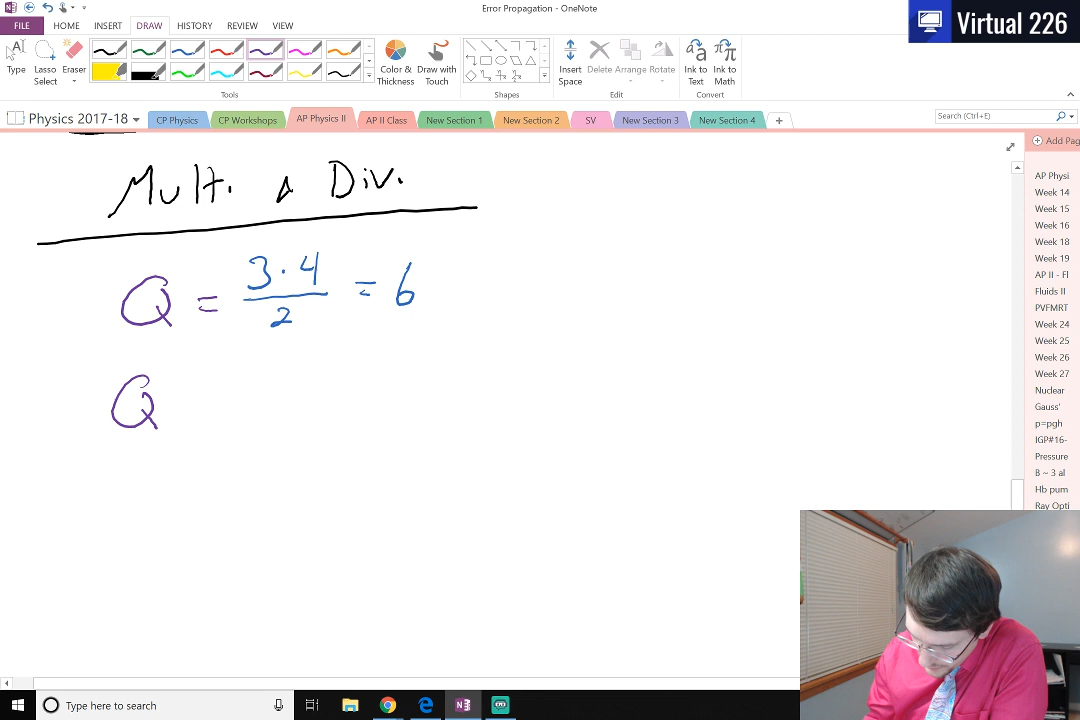 Error Propagation - OneNote
Virtual 226
FILE HOME INSERT DRAW HISTORY REVIEW VIEW
Type
Lasso Select
Eraser
Color & Thickness
Draw with Touch
Insert Space
Delete
Arrange
Rotate
Ink to Text
Ink to Math
Tools
Shapes
Edit
Convert
Physics 2017-18
CP Physics
CP Workshops
AP Physics II
AP II Class
New Section 1
New Section 2
SV
New Section 3
New Section 4
Search (Ctrl+E)
Add Pag
AP Physi
Week 14
Week 15
Week 16
Week 18
Week 19
AP II - Fl
Fluids II
PVFMRT
Week 24
Week 25
Week 26
Week 27
Nuclear
Gauss'
p=pgh
IGP#16-
Pressure
B ~ 3 al
Hb pum
Ray Opti
Mult. & Div.
Q = 3 · 4 / 2 = 6
Q
Type here to search